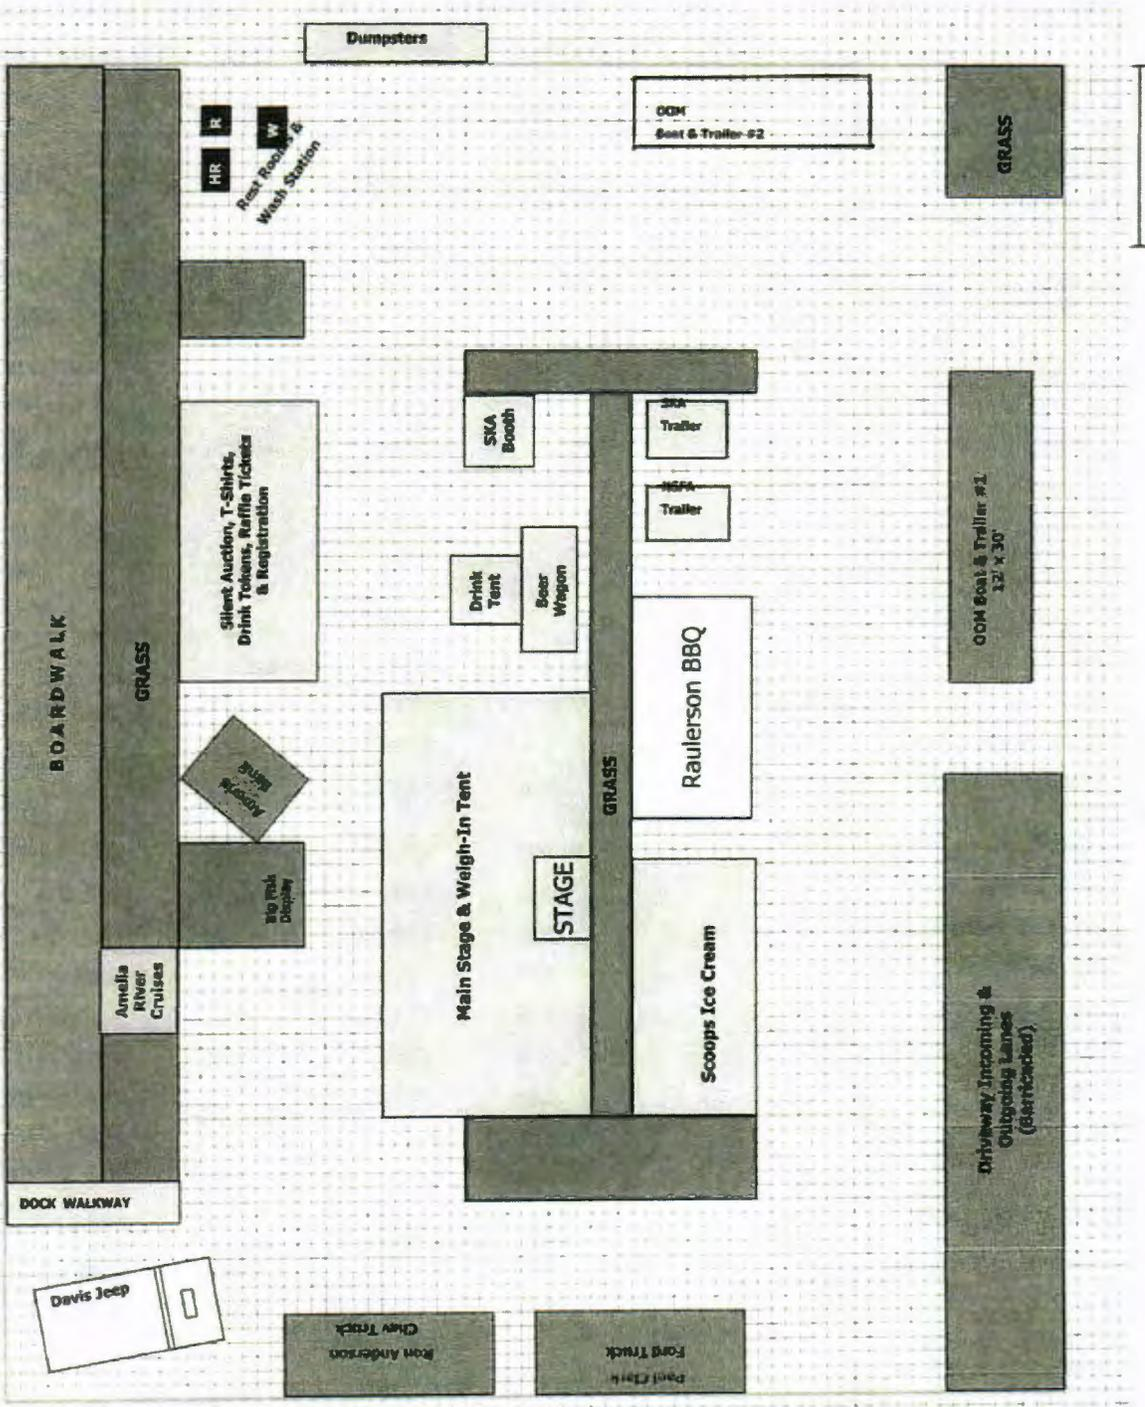 Dumpsters
R
W
HR
Rest Rooms &
Wash Station
OOM
Boat & Trailer #2
GRASS
SKA
Booth
SKA
Trailer
NSFA
Trailer
Silent Auction, T-Shirts,
Drink Tokens, Raffle Tickets
& Registration
Drink
Tent
Beer
Wagon
OOM Boat & Trailer #1
12' x 30'
BOARDWALK
GRASS
Raulerson BBQ
GRASS
Main Stage & Weigh-In Tent
STAGE
Big Fish
Display
Scoops Ice Cream
Amelia
River
Cruises
Driveway Incoming &
Outgoing Lanes
(Barricaded)
DOCK WALKWAY
Davis Jeep
Ron Anderson
Chev Truck
Paul Clark
Ford Truck